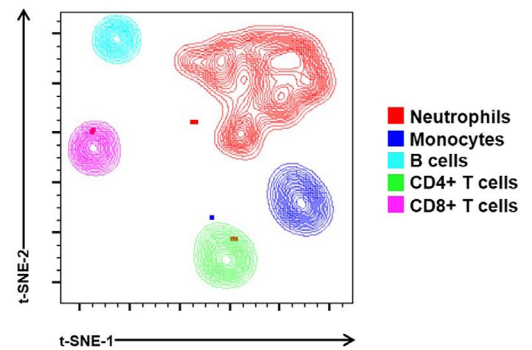 t-SNE-2
Neutrophils
Monocytes
B cells
CD4+ T cells
CD8+ T cells
t-SNE-1